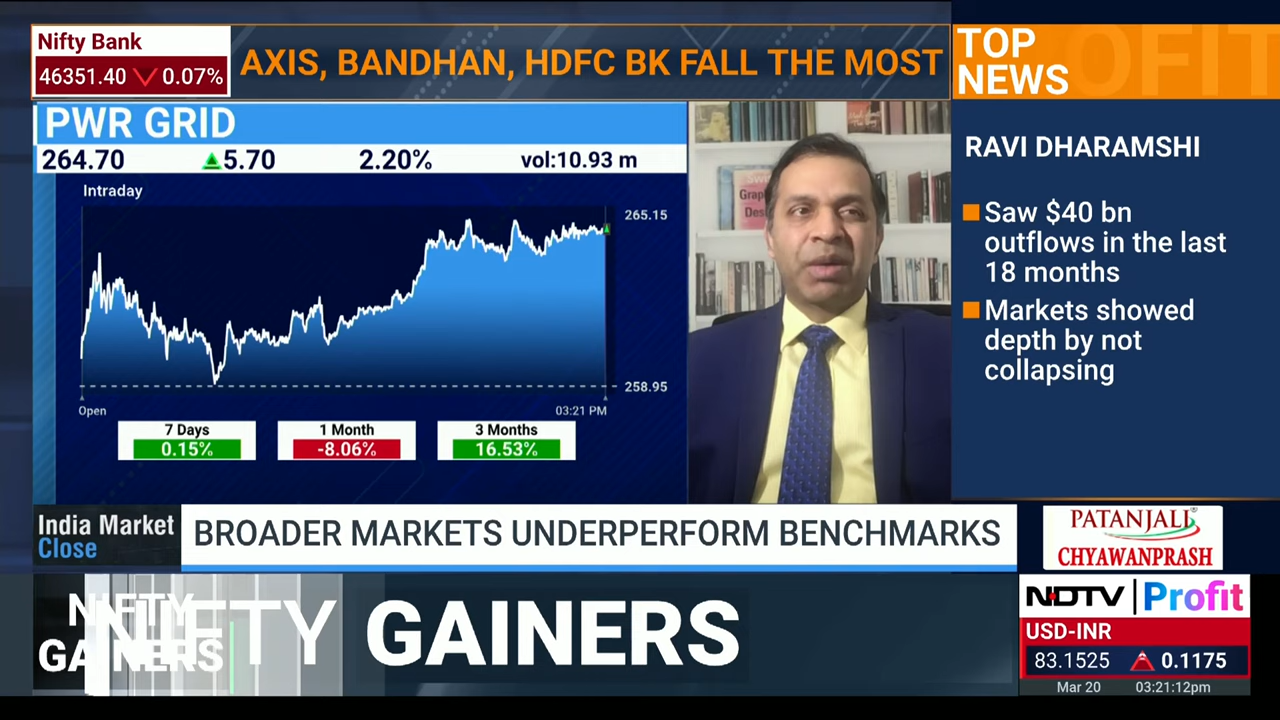 Nifty Bank
46351.40 0.07%
AXIS, BANDHAN, HDFC BK FALL THE MOST
TOP
NEWS
PWR GRID
264.70 5.70 2.20% vol:10.93 m
Intraday
265.15
258.95
Open 03:21 PM
7 Days
0.15%
1 Month
-8.06%
3 Months
16.53%
RAVI DHARAMSHI
Saw $40 bn
outflows in the last
18 months
Markets showed
depth by not
collapsing
India Market
Close
BROADER MARKETS UNDERPERFORM BENCHMARKS
PATANJALI
CHYAWANPRASH
NIFTY
GAINERS
NIFTY GAINERS
NDTV Profit
USD-INR
83.1525 0.1175
Mar 20 03:21:12pm